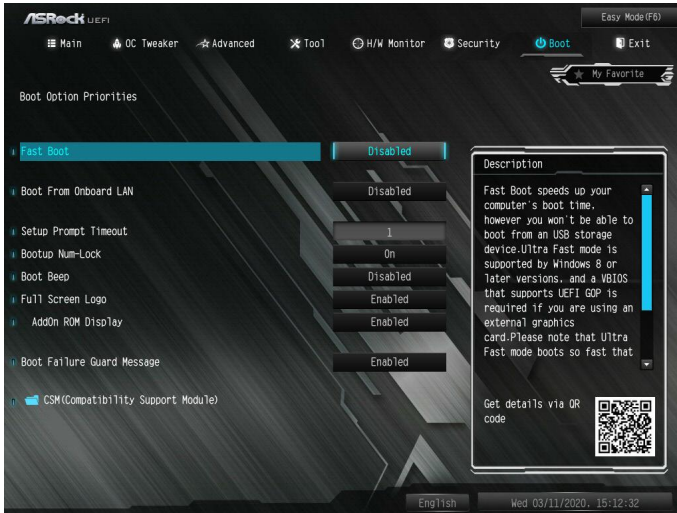 ASRock UEFI
Easy Mode(F6)
Main OC Tweaker Advanced Tool H/W Monitor Security Boot Exit
My Favorite
Boot Option Priorities
Fast Boot Disabled
Boot From Onboard LAN Disabled
Setup Prompt Timeout 1
Bootup Num-Lock On
Boot Beep Disabled
Full Screen Logo Enabled
AddOn ROM Display Enabled
Boot Failure Guard Message Enabled
CSM(Compatibility Support Module)
Description
Fast Boot speeds up your
computer's boot time.
however you won't be able to
boot from an USB storage
device.Ultra Fast mode is
supported by Windows 8 or
later versions. and a VBIOS
that supports UEFI GOP is
required if you are using an
external graphics
card.Please note that Ultra
Fast mode boots so fast that
Get details via QR
code
English
Wed 03/11/2020. 15:12:32